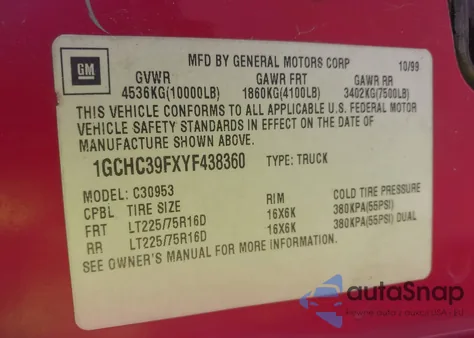 GM
MFD BY GENERAL MOTORS CORP 10/99
GVWR GAWR FRT GAWR RR
4536KG(10000LB) 1860KG(4100LB) 3402KG(7500LB)
THIS VEHICLE CONFORMS TO ALL APPLICABLE U.S. FEDERAL MOTOR
VEHICLE SAFETY STANDARDS IN EFFECT ON THE DATE OF
MANUFACTURE SHOWN ABOVE.
1GCHC39FXYF438360 TYPE: TRUCK
MODEL: C30953
CPBL TIRE SIZE RIM COLD TIRE PRESSURE
FRT LT225/75R16D 16X6K 380KPA(55PSI)
RR LT225/75R16D 16X6K 380KPA(55PSI) DUAL
SEE OWNER'S MANUAL FOR MORE INFORMATION.
autaSnap